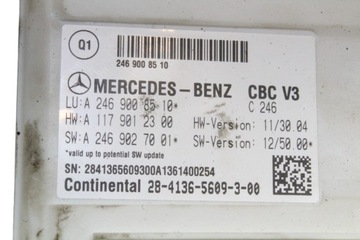 Q1
246 900 85 10
MERCEDES-BENZ CBC V3
LU:A 246 900 85 10* C 246
HW:A 117 901 23 00 HW-Version: 11/30.04
SW:A 246 902 77 01* SW-Version: 12/50.00*
*valid up to potential SW update
SN: 2841365609300A1361400254
Continental 28-4136-5609-3-00